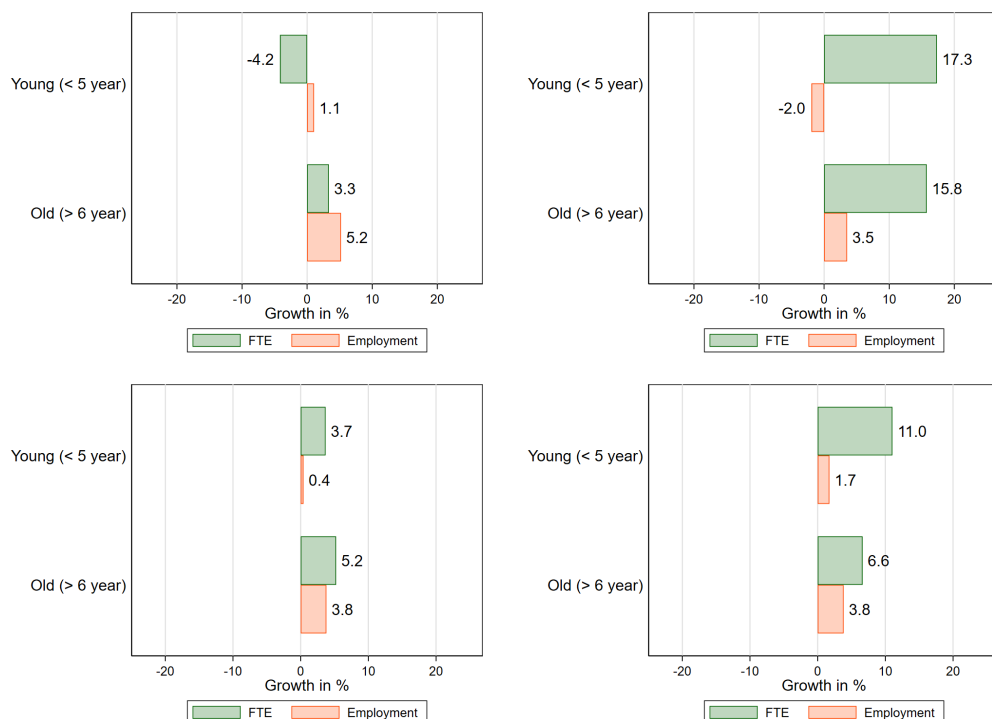 -4.2
Young (< 5 year)
1.1
3.3
Old (> 6 year)
5.2
-20 -10 0 10 20
Growth in %
FTE Employment
17.3
Young (< 5 year)
-2.0
15.8
Old (> 6 year)
3.5
-20 -10 0 10 20
Growth in %
FTE Employment
3.7
Young (< 5 year)
0.4
5.2
Old (> 6 year)
3.8
-20 -10 0 10 20
Growth in %
FTE Employment
11.0
Young (< 5 year)
1.7
6.6
Old (> 6 year)
3.8
-20 -10 0 10 20
Growth in %
FTE Employment